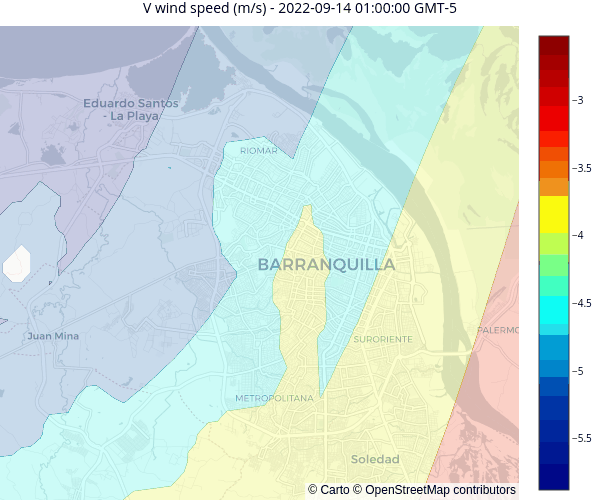 V wind speed (m/s) - 2022-09-14 01:00:00 GMT-5
−3
Eduardo Santos
- La Playa
RIOMAR
−3.5
−4
BARRANQUILLA
−4.5
Juan Mina
SURORIENTE
PALERMO
−5
METROPOLITANA
−5.5
Soledad
© Carto © OpenStreetMap contributors